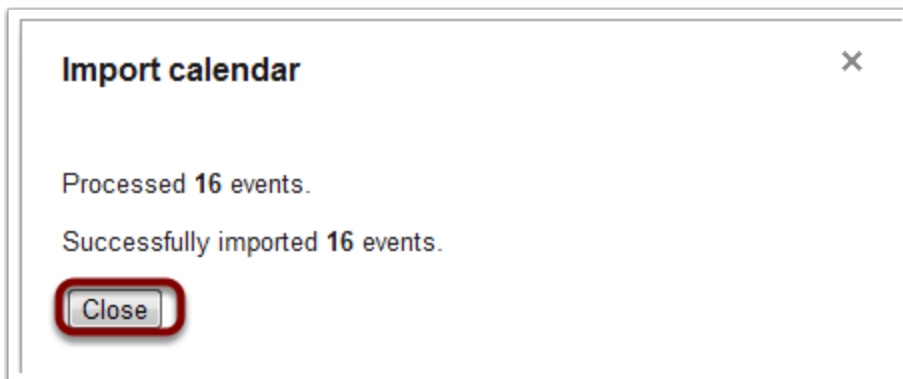 Import calendar
Processed 16 events.
Successfully imported 16 events.
Close